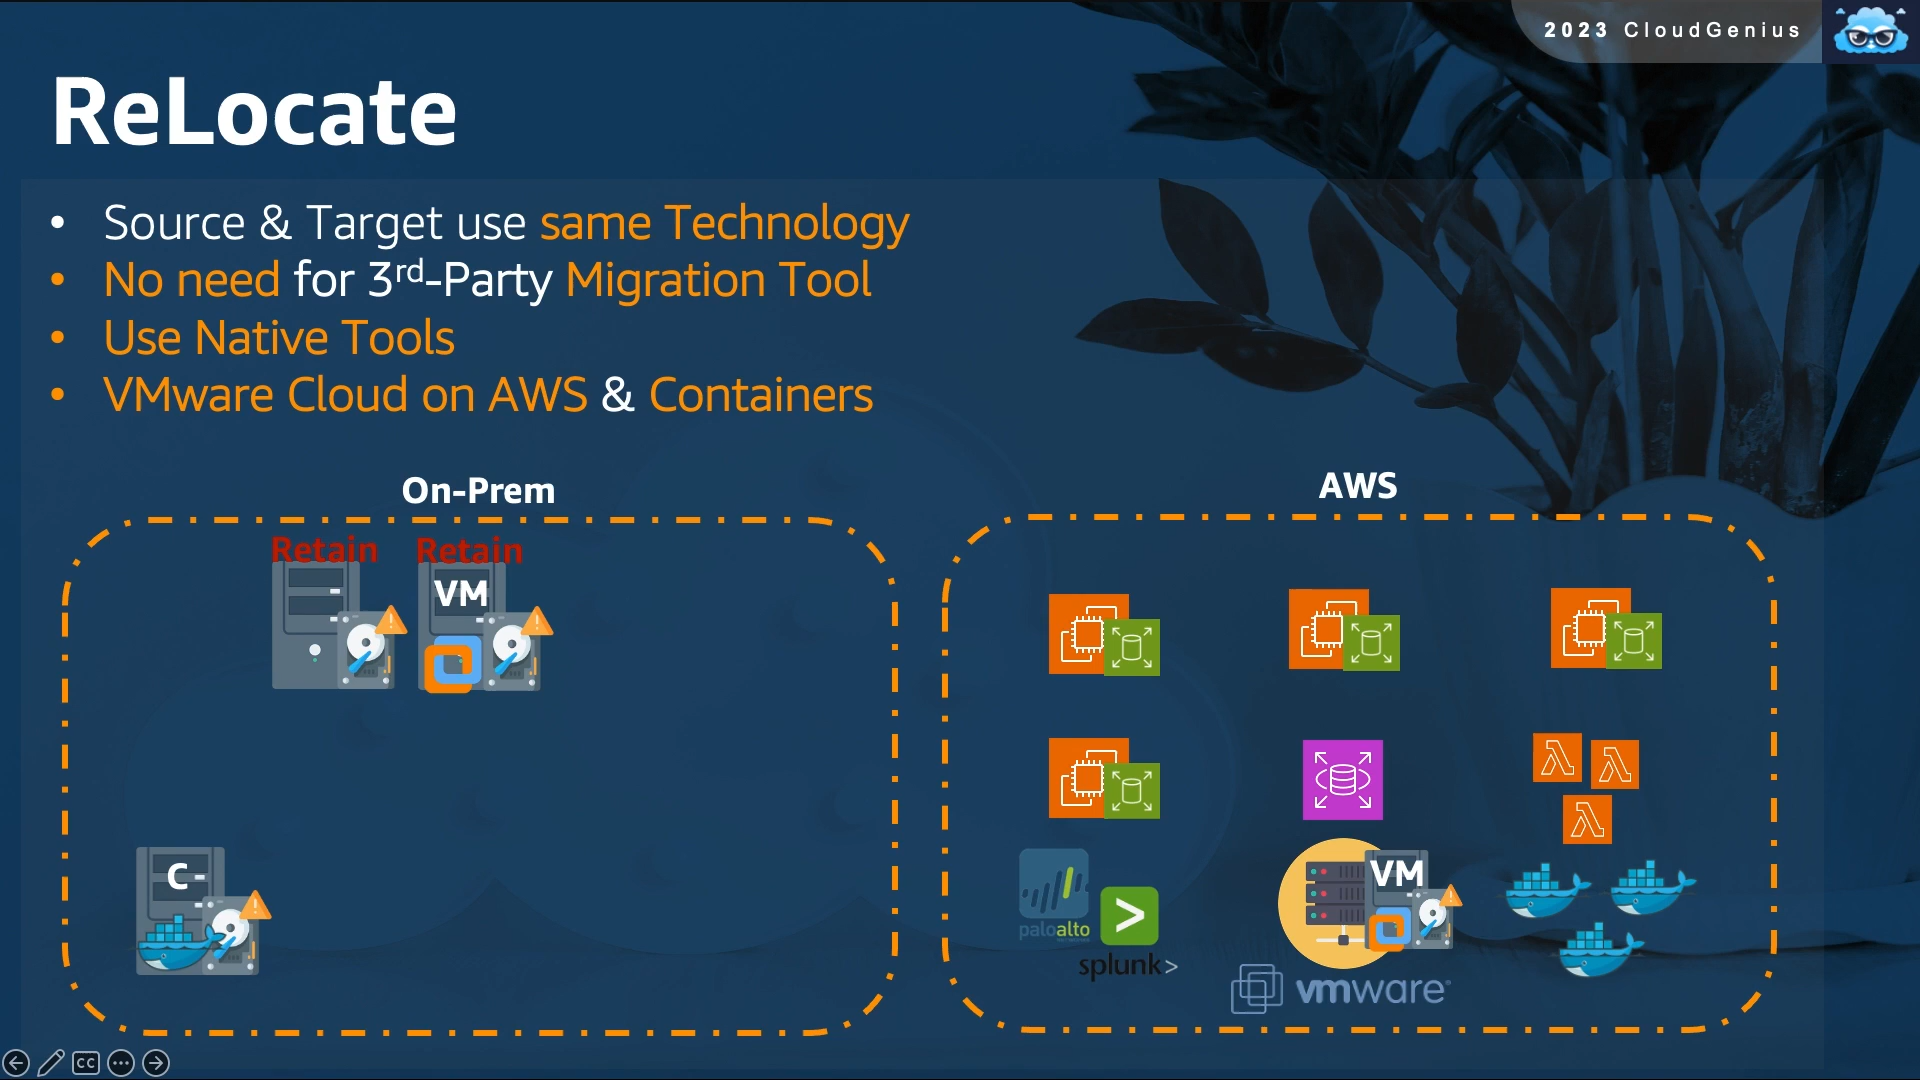 2023 CloudGenius
ReLocate
• Source & Target use same Technology
• No need for 3rd-Party Migration Tool
• Use Native Tools
• VMware Cloud on AWS & Containers
On-Prem
AWS
Retain
Retain
VM
C-
VM
paloalto
splunk>
vmware
CC